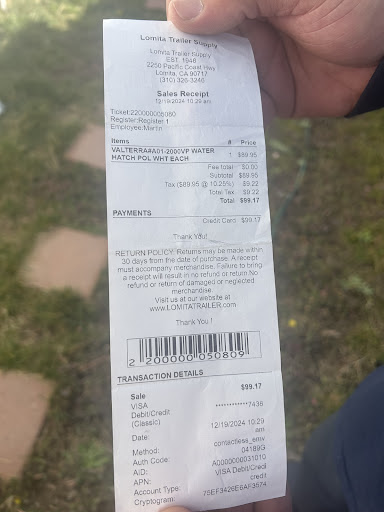 Lomita Trailer Supply
Lomita Trailer Supply
EST. 1946
2250 Pacific Coast Hwy
Lomita, CA 90717
(310) 326-3245
Sales Receipt
12/19/2024 10:29 am
Ticket:220000005080
Register:Register 1
Employee:Merlin
Items # Price
VALTERRA#A01-2000VP WATER HATCH POL WHT EACH 1 $89.95
Fee total $0.00
Subtotal $89.95
Tax ($89.95 @ 10.25%) $9.22
Total Tax $9.22
Total $99.17
PAYMENTS
Credit Card $99.17
Thank You!
RETURN POLICY: Returns may be made within
30 days from the date of purchase. A receipt
must accompany merchandise. Failure to bring
a receipt will result in no refund or return No
refund or return of damaged or neglected
merchandise.
Visit us at our website at
www.LOMITATRAILER.com
Thank You !
2 200000 050809
TRANSACTION DETAILS
$99.17
Sale
VISA ************7436
Debit/Credit
(Classic)
Date: 12/19/2024 10:29 am
Method: contactless_emv
Auth Code: 04189G
AID: A0000000031010
APN: VISA Debit/Credi
Account Type: credit
Cryptogram: 75EF3426E6AF3574